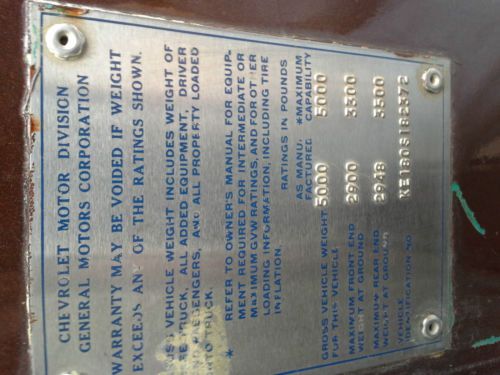 CHEVROLET MOTOR DIVISION
GENERAL MOTORS CORPORATION
WARRANTY MAY BE VOIDED IF WEIGHT
EXCEEDS ANY OF THE RATINGS SHOWN.
VEHICLE WEIGHT INCLUDES WEIGHT OF
TRUCK, ALL ADDED EQUIPMENT, DRIVER
AND ALL PROPERTY LOADED
INTO TRUCK.
* REFER TO OWNER'S MANUAL FOR EQUIP-
MENT REQUIRED FOR INTERMEDIATE OR
MAXIMUM GVW RATINGS, AND FOR OTHER
LOADING INFORMATION, INCLUDING TIRE
INFLATION.
RATINGS IN POUNDS
AS MANU- *MAXIMUM
FACTURED CAPABILITY
GROSS VEHICLE WEIGHT
FOR THIS VEHICLE 5000 5000
MAXIMUM FRONT END
WEIGHT AT GROUND 2900 3300
MAXIMUM REAR END
WEIGHT AT GROUND 2948 3500
VEHICLE
IDENTIFICATION NO.